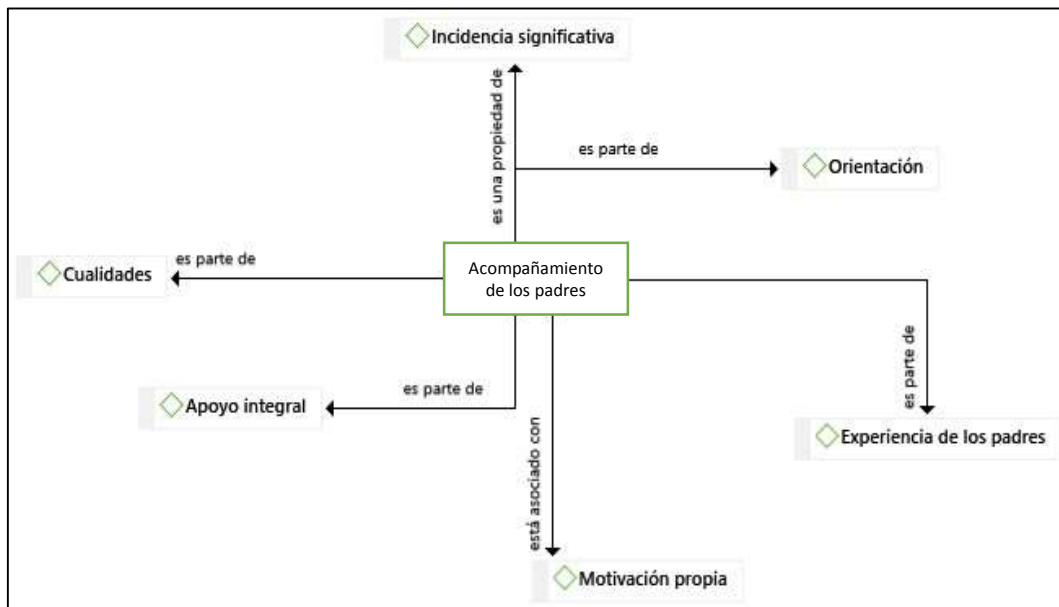 Incidencia significativa
es una propiedad de
es parte de
Orientación
Acompañamiento
de los padres
es parte de
Cualidades
es parte de
Experiencia de los padres
es parte de
Apoyo integral
está asociado con
Motivación propia